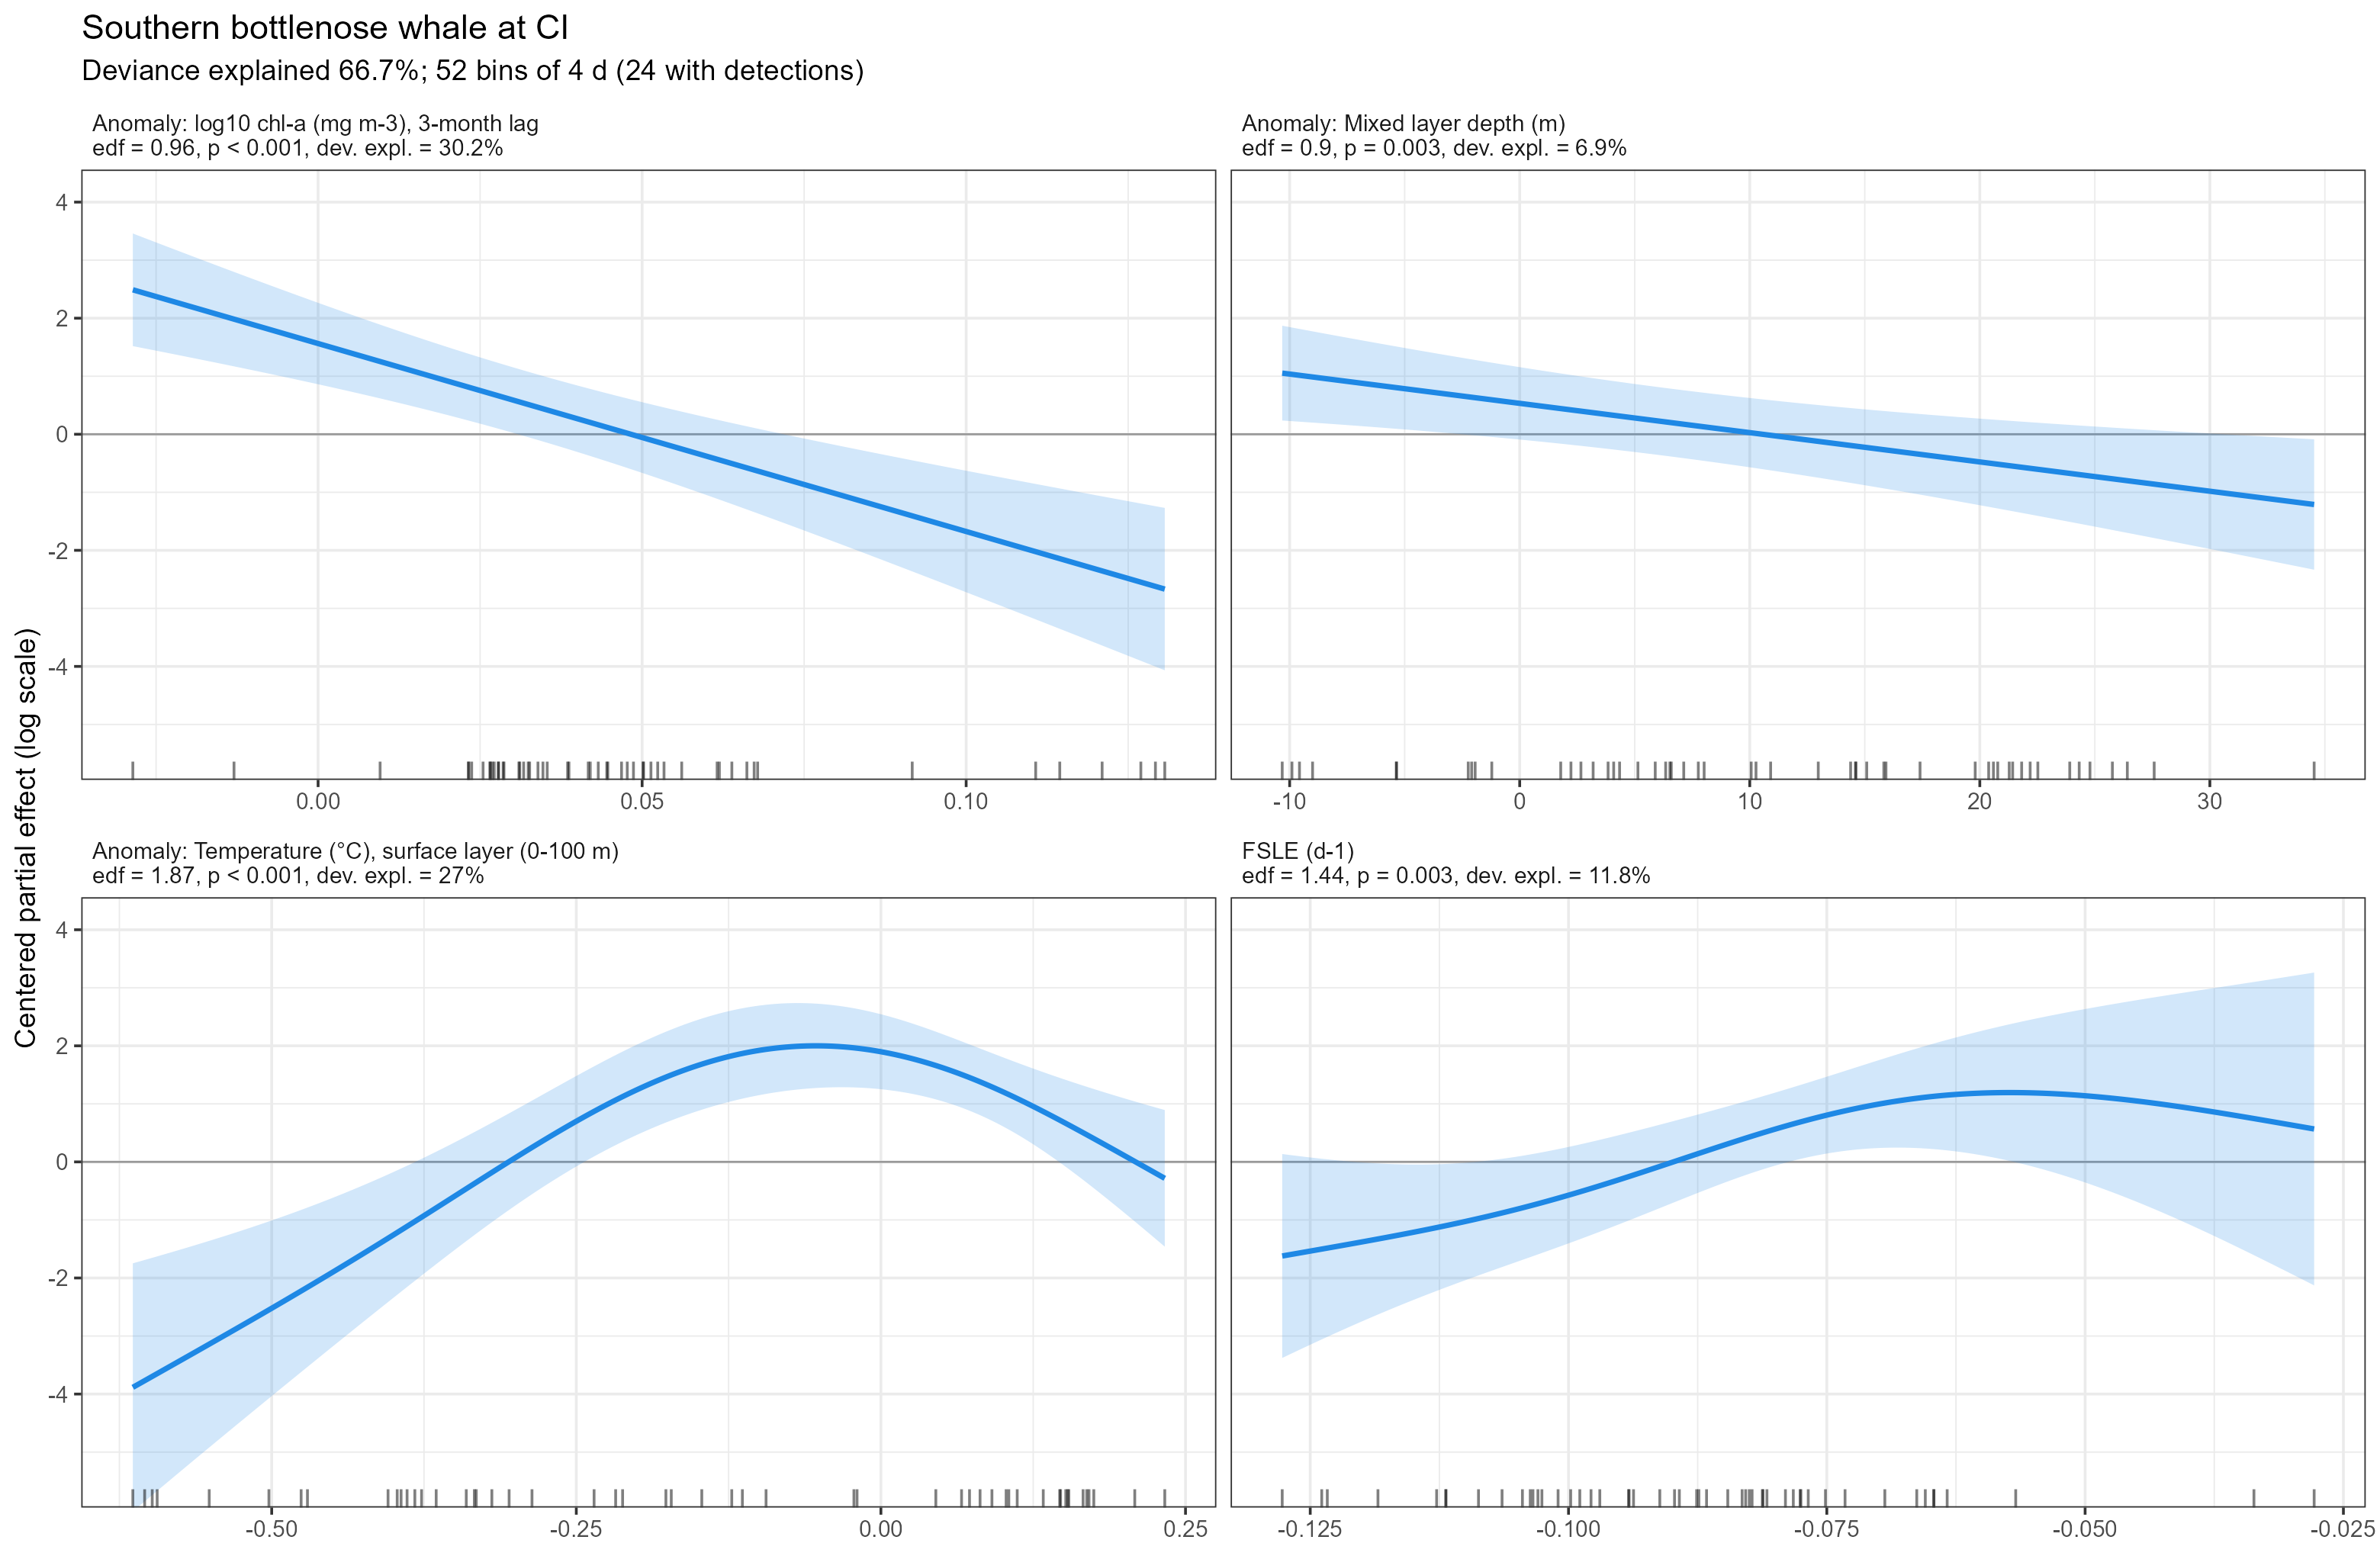 Southern bottlenose whale at CI
Deviance explained 66.7%; 52 bins of 4 d (24 with detections)
Centered partial effect (log scale)
Anomaly: log10 chl-a (mg m-3), 3-month lag
edf = 0.96, p < 0.001, dev. expl. = 30.2%
4
2
0
-2
-4
0.00
0.05
0.10
Anomaly: Mixed layer depth (m)
edf = 0.9, p = 0.003, dev. expl. = 6.9%
-10
0
10
20
30
Anomaly: Temperature (°C), surface layer (0-100 m)
edf = 1.87, p < 0.001, dev. expl. = 27%
4
2
0
-2
-4
-0.50
-0.25
0.00
0.25
FSLE (d-1)
edf = 1.44, p = 0.003, dev. expl. = 11.8%
-0.125
-0.100
-0.075
-0.050
-0.025